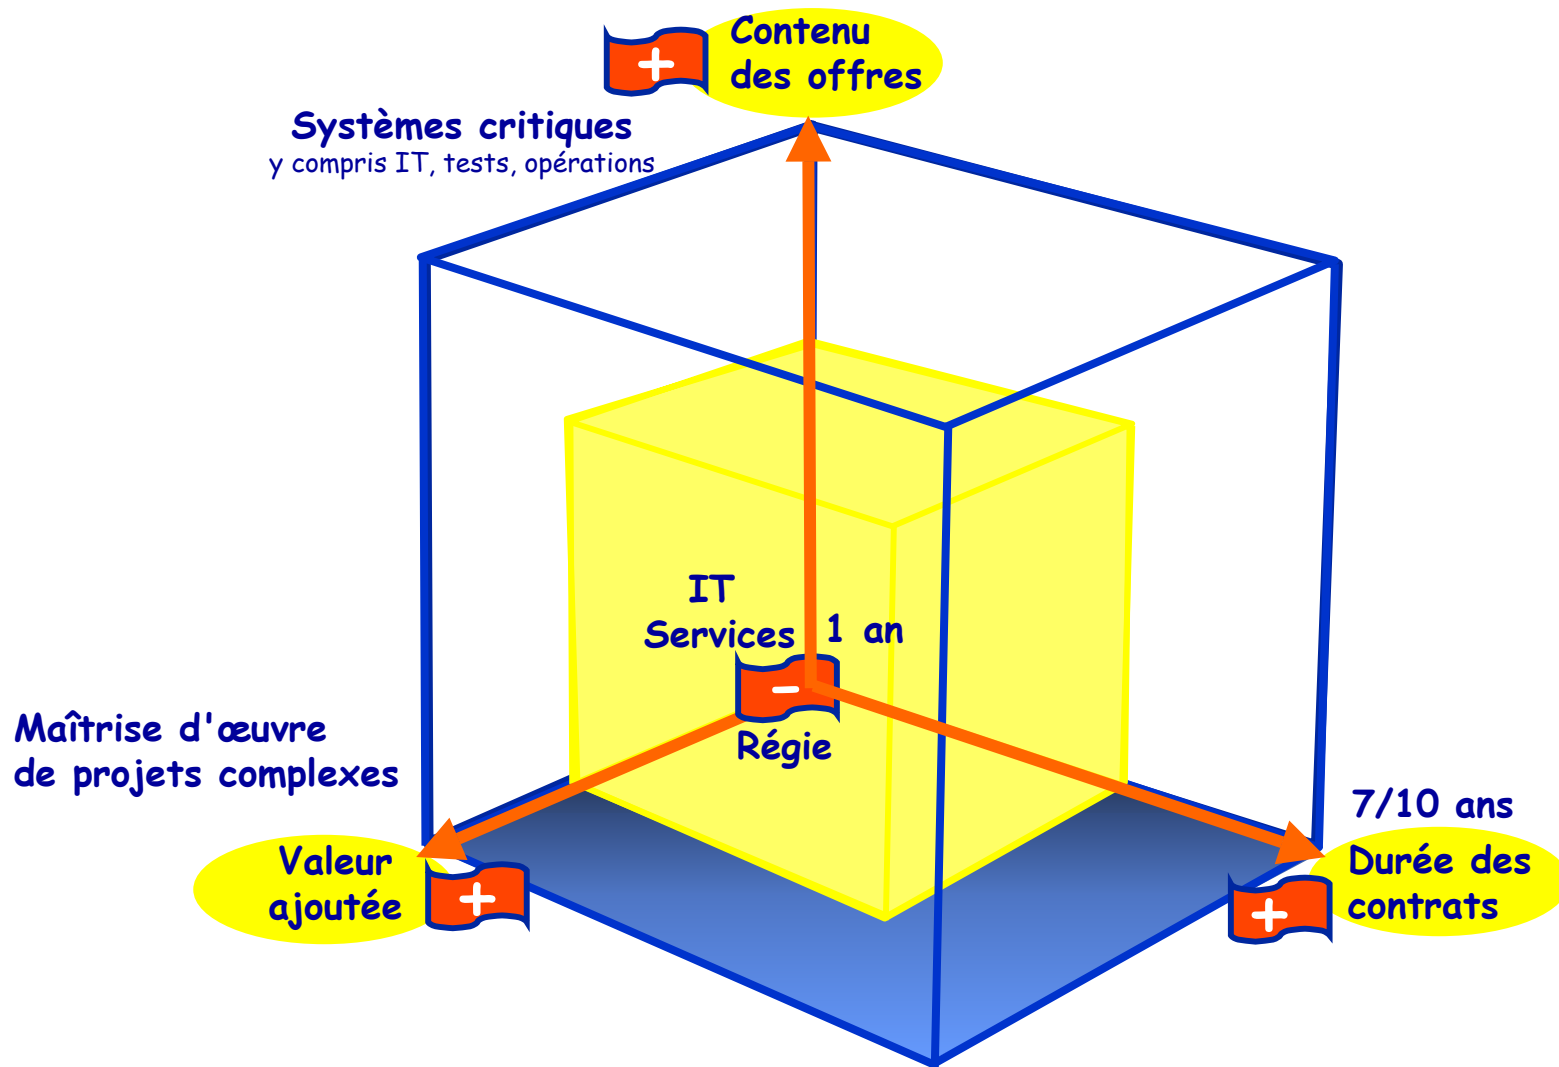 +
Contenu
des offres
Systèmes critiques
y compris IT, tests, opérations
IT
Services
1 an
-
Régie
Maîtrise d'œuvre
de projets complexes
Valeur
ajoutée
+
7/10 ans
Durée des
contrats
+